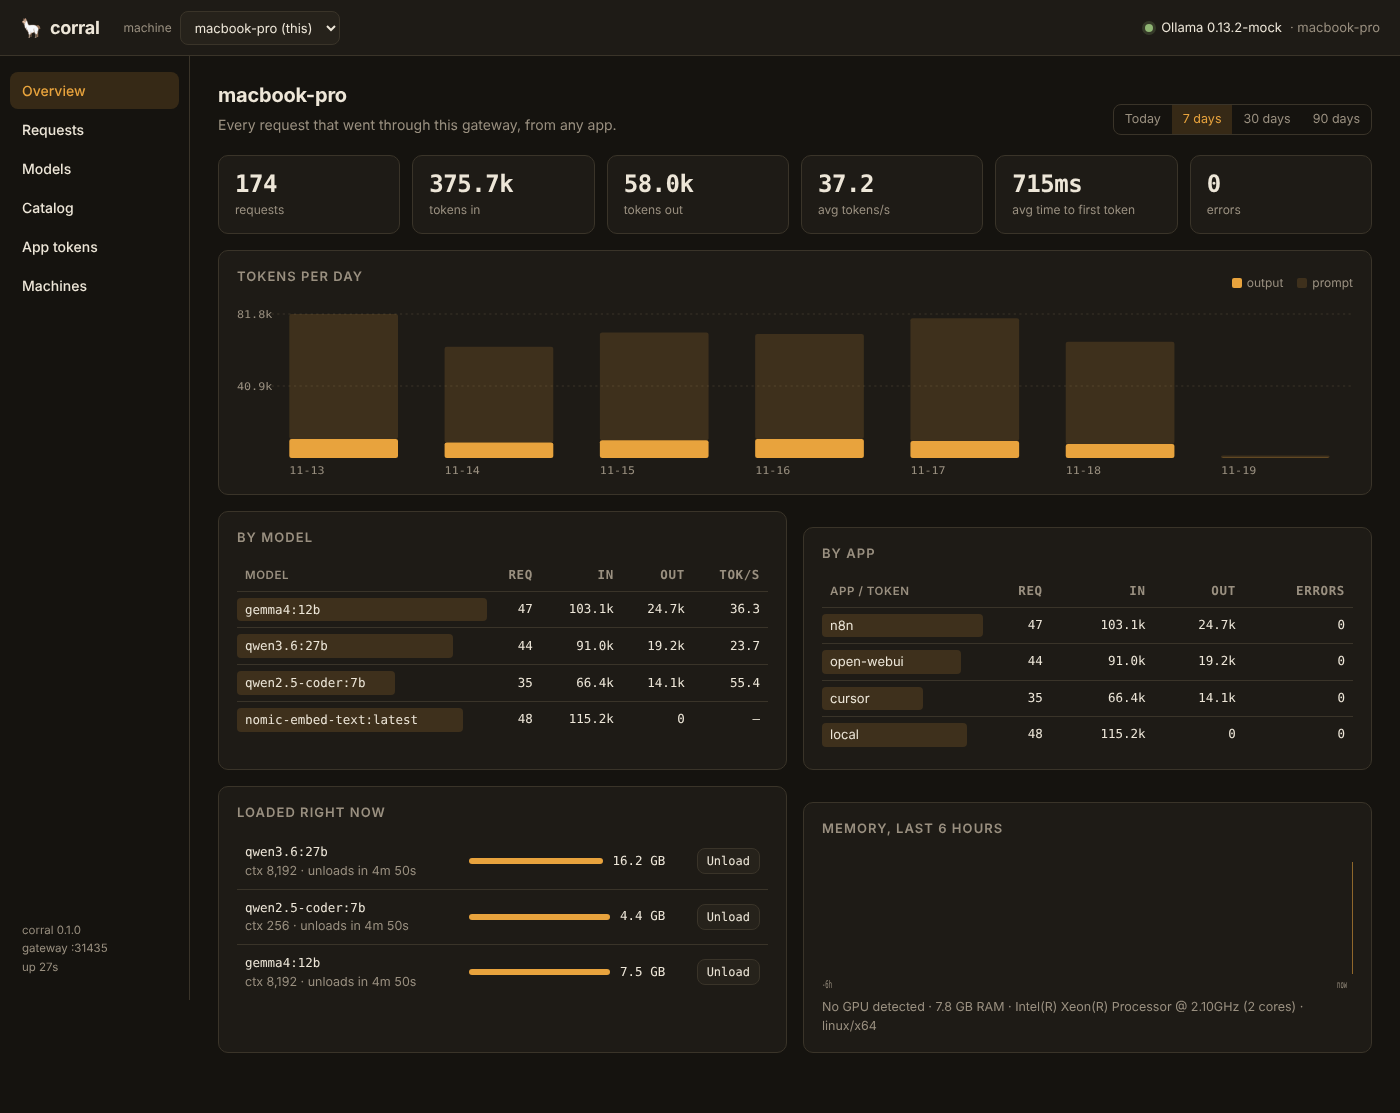 corral machine macbook-pro (this) Ollama 0.13.2-mock · macbook-pro
Overview
Requests
Models
Catalog
App tokens
Machines
corral 0.1.0
gateway :31435
up 27s
macbook-pro
Every request that went through this gateway, from any app.
Today 7 days 30 days 90 days
174 375.7k 58.0k 37.2 715ms 0
requests tokens in tokens out avg tokens/s avg time to first token errors
TOKENS PER DAY
output prompt
81.8k
40.9k
11-13 11-14 11-15 11-16 11-17 11-18 11-19
BY MODEL
MODEL REQ IN OUT TOK/S
gemma4:12b 47 103.1k 24.7k 36.3
qwen3.6:27b 44 91.0k 19.2k 23.7
qwen2.5-coder:7b 35 66.4k 14.1k 55.4
nomic-embed-text:latest 48 115.2k 0 —
BY APP
APP / TOKEN REQ IN OUT ERRORS
n8n 47 103.1k 24.7k 0
open-webui 44 91.0k 19.2k 0
cursor 35 66.4k 14.1k 0
local 48 115.2k 0 0
LOADED RIGHT NOW
qwen3.6:27b
ctx 8,192 · unloads in 4m 50s 16.2 GB Unload
qwen2.5-coder:7b
ctx 256 · unloads in 4m 50s 4.4 GB Unload
gemma4:12b
ctx 8,192 · unloads in 4m 50s 7.5 GB Unload
MEMORY, LAST 6 HOURS
-6h now
No GPU detected · 7.8 GB RAM · Intel(R) Xeon(R) Processor @ 2.10GHz (2 cores) ·
linux/x64